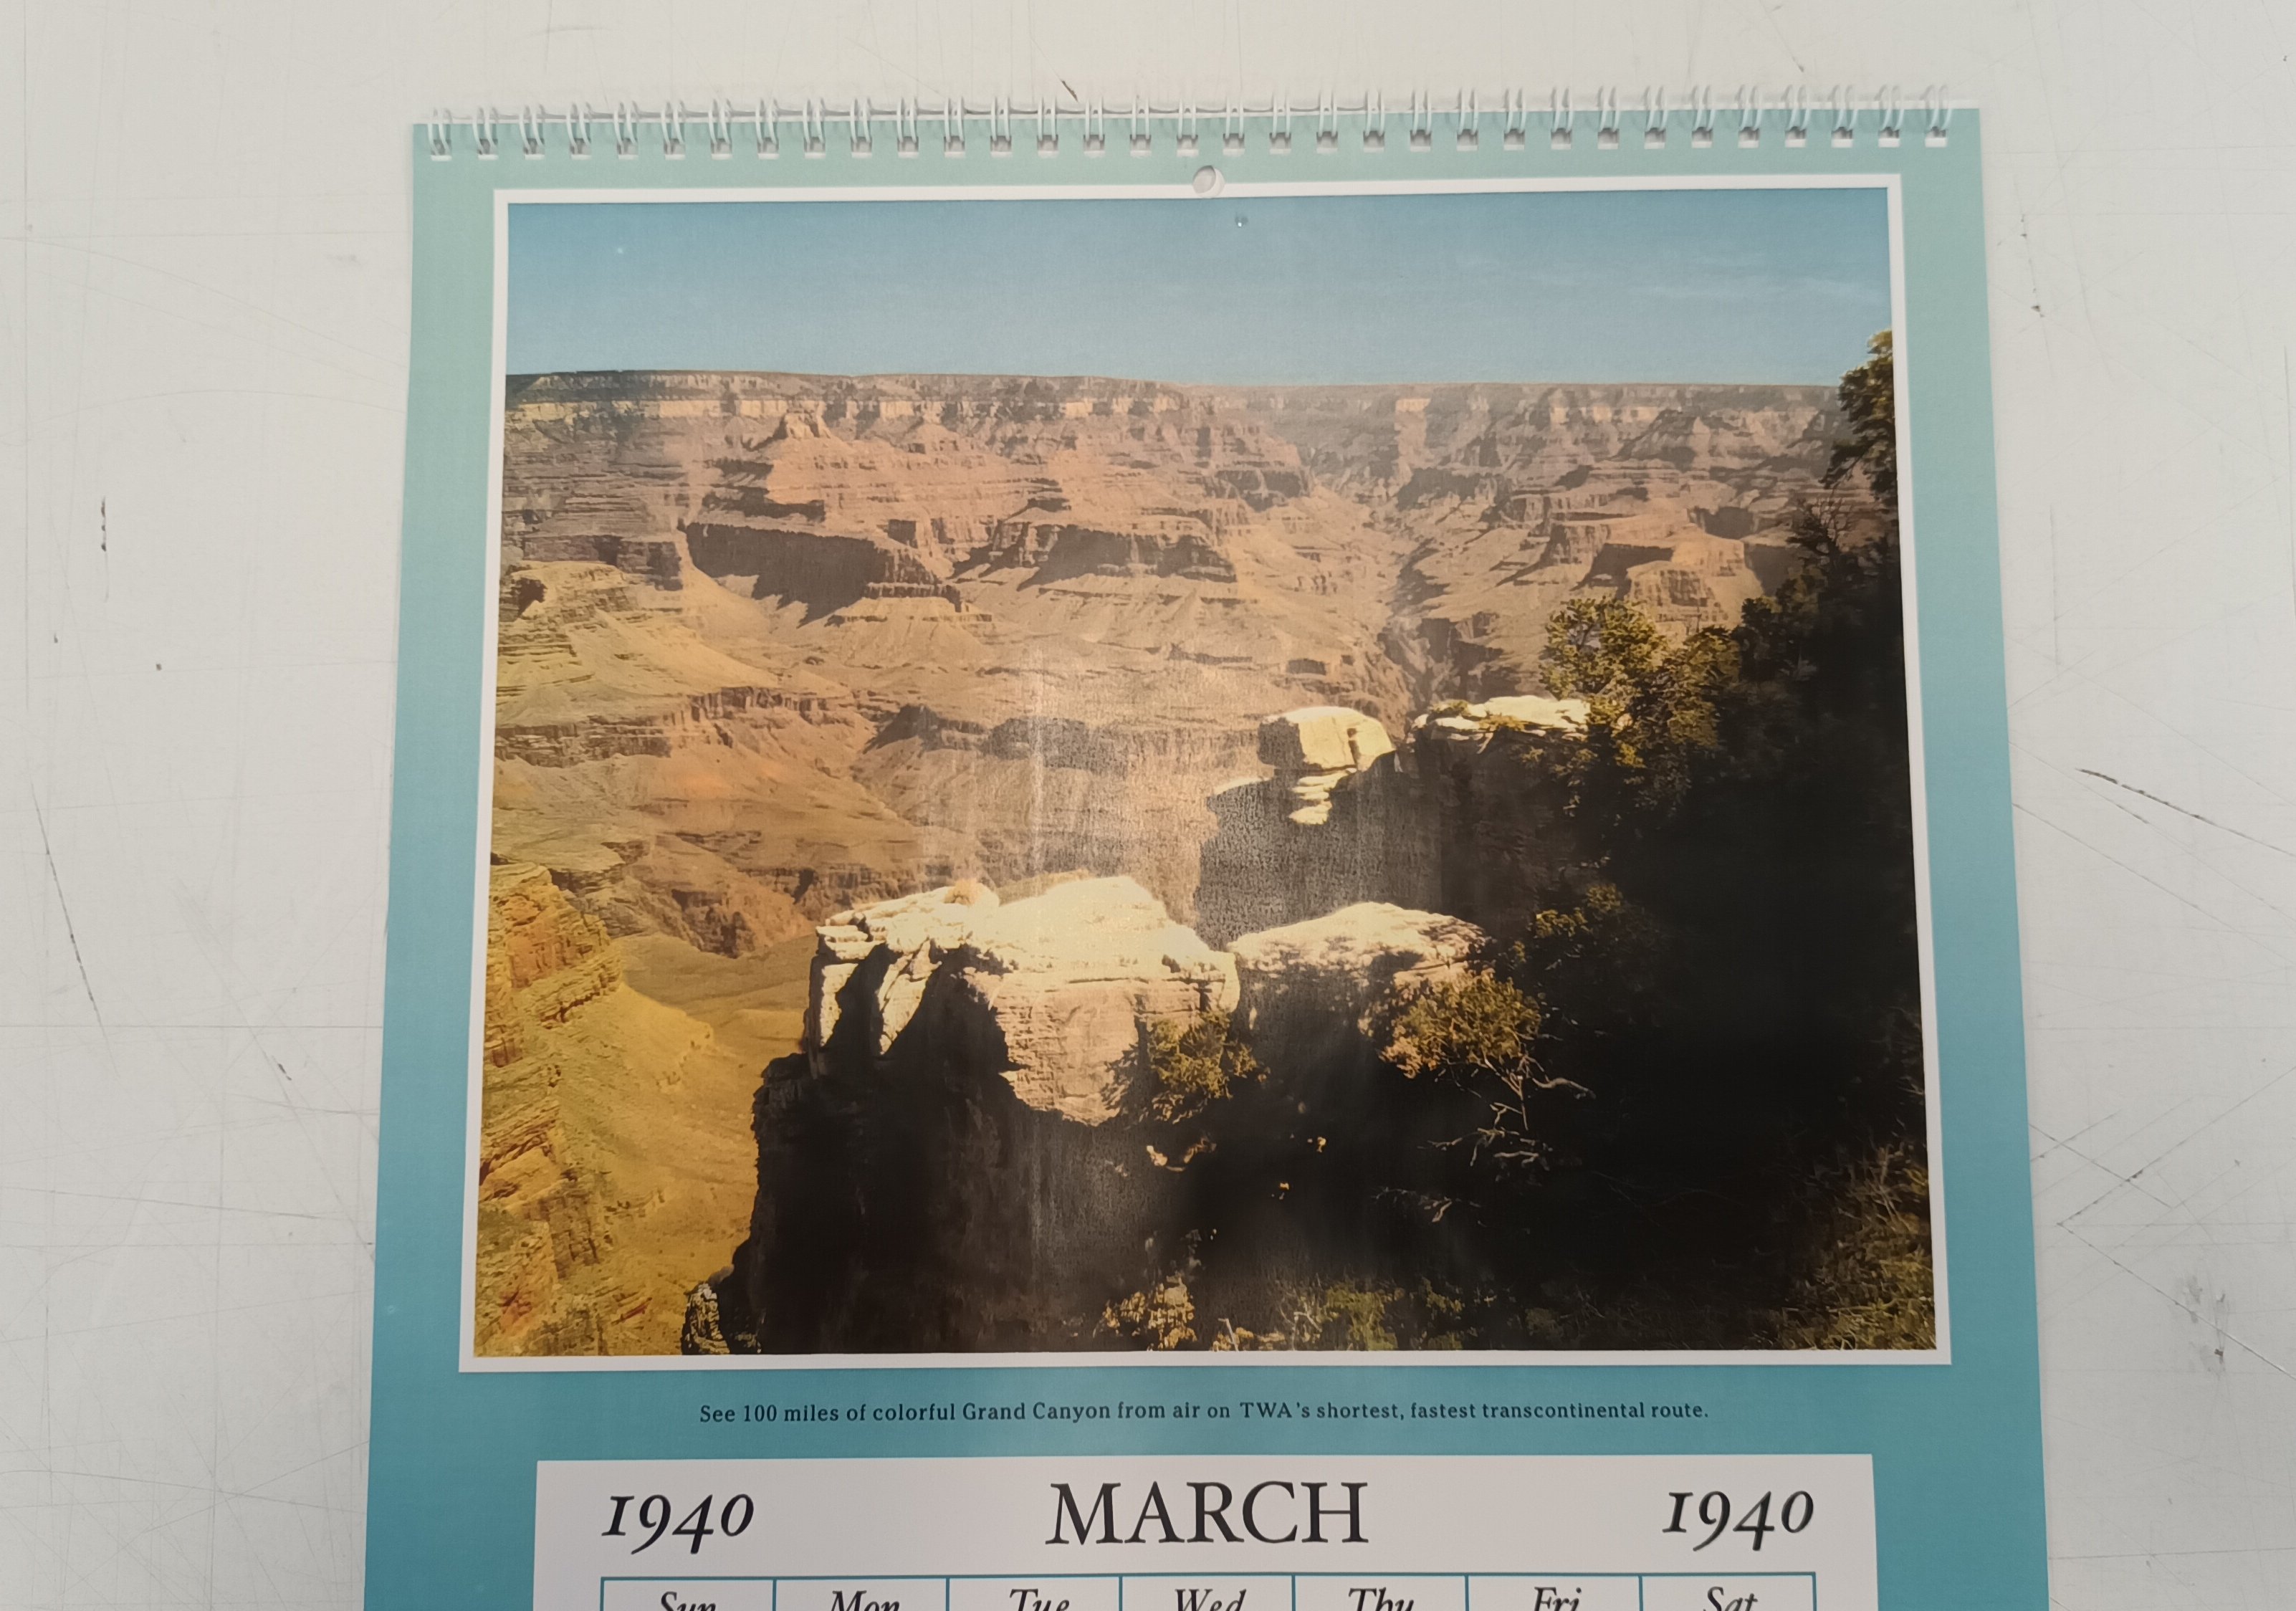 See 100 miles of colorful Grand Canyon from air on TWA's shortest, fastest transcontinental route.
1940 MARCH 1940
Sun Mon Tue Wed Thu Fri Sat